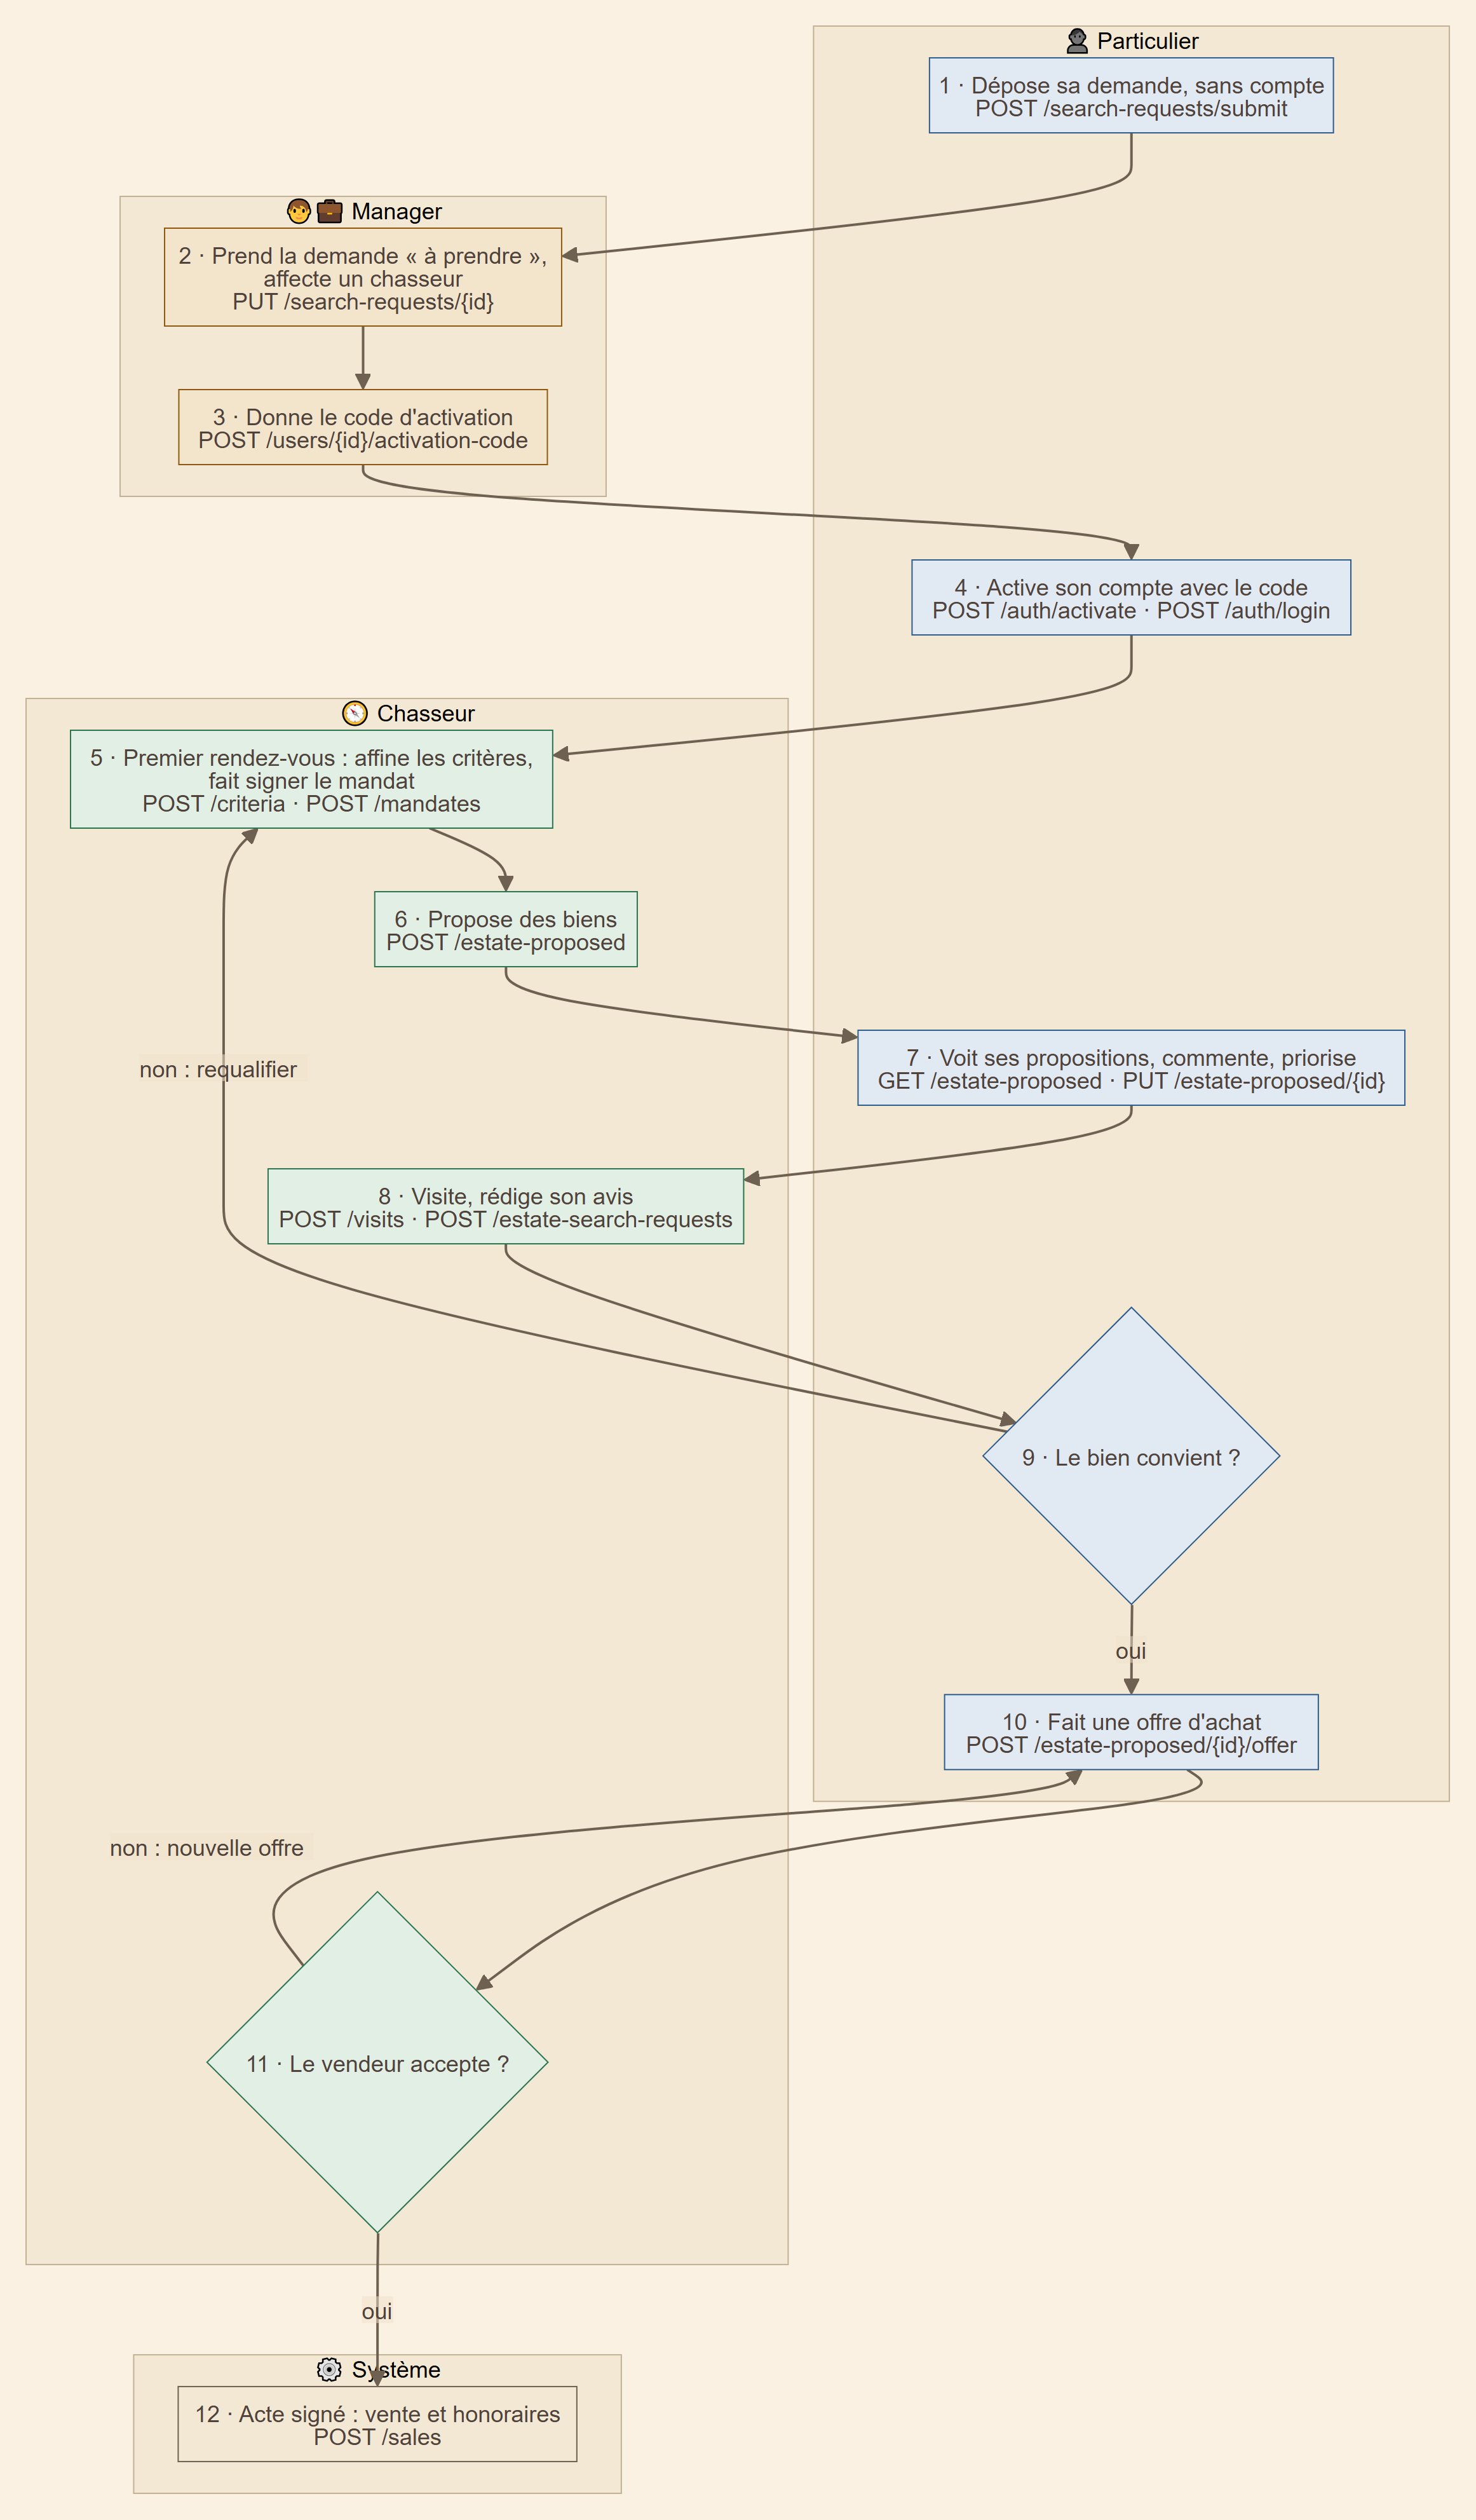 Particulier
1 · Dépose sa demande, sans compte
POST /search-requests/submit
Manager
2 · Prend la demande « à prendre »,
affecte un chasseur
PUT /search-requests/{id}
3 · Donne le code d'activation
POST /users/{id}/activation-code
4 · Active son compte avec le code
POST /auth/activate · POST /auth/login
Chasseur
5 · Premier rendez-vous : affine les critères,
fait signer le mandat
POST /criteria · POST /mandates
6 · Propose des biens
POST /estate-proposed
non : requalifier
7 · Voit ses propositions, commente, priorise
GET /estate-proposed · PUT /estate-proposed/{id}
8 · Visite, rédige son avis
POST /visits · POST /estate-search-requests
9 · Le bien convient ?
oui
10 · Fait une offre d'achat
POST /estate-proposed/{id}/offer
non : nouvelle offre
11 · Le vendeur accepte ?
oui
Système
12 · Acte signé : vente et honoraires
POST /sales